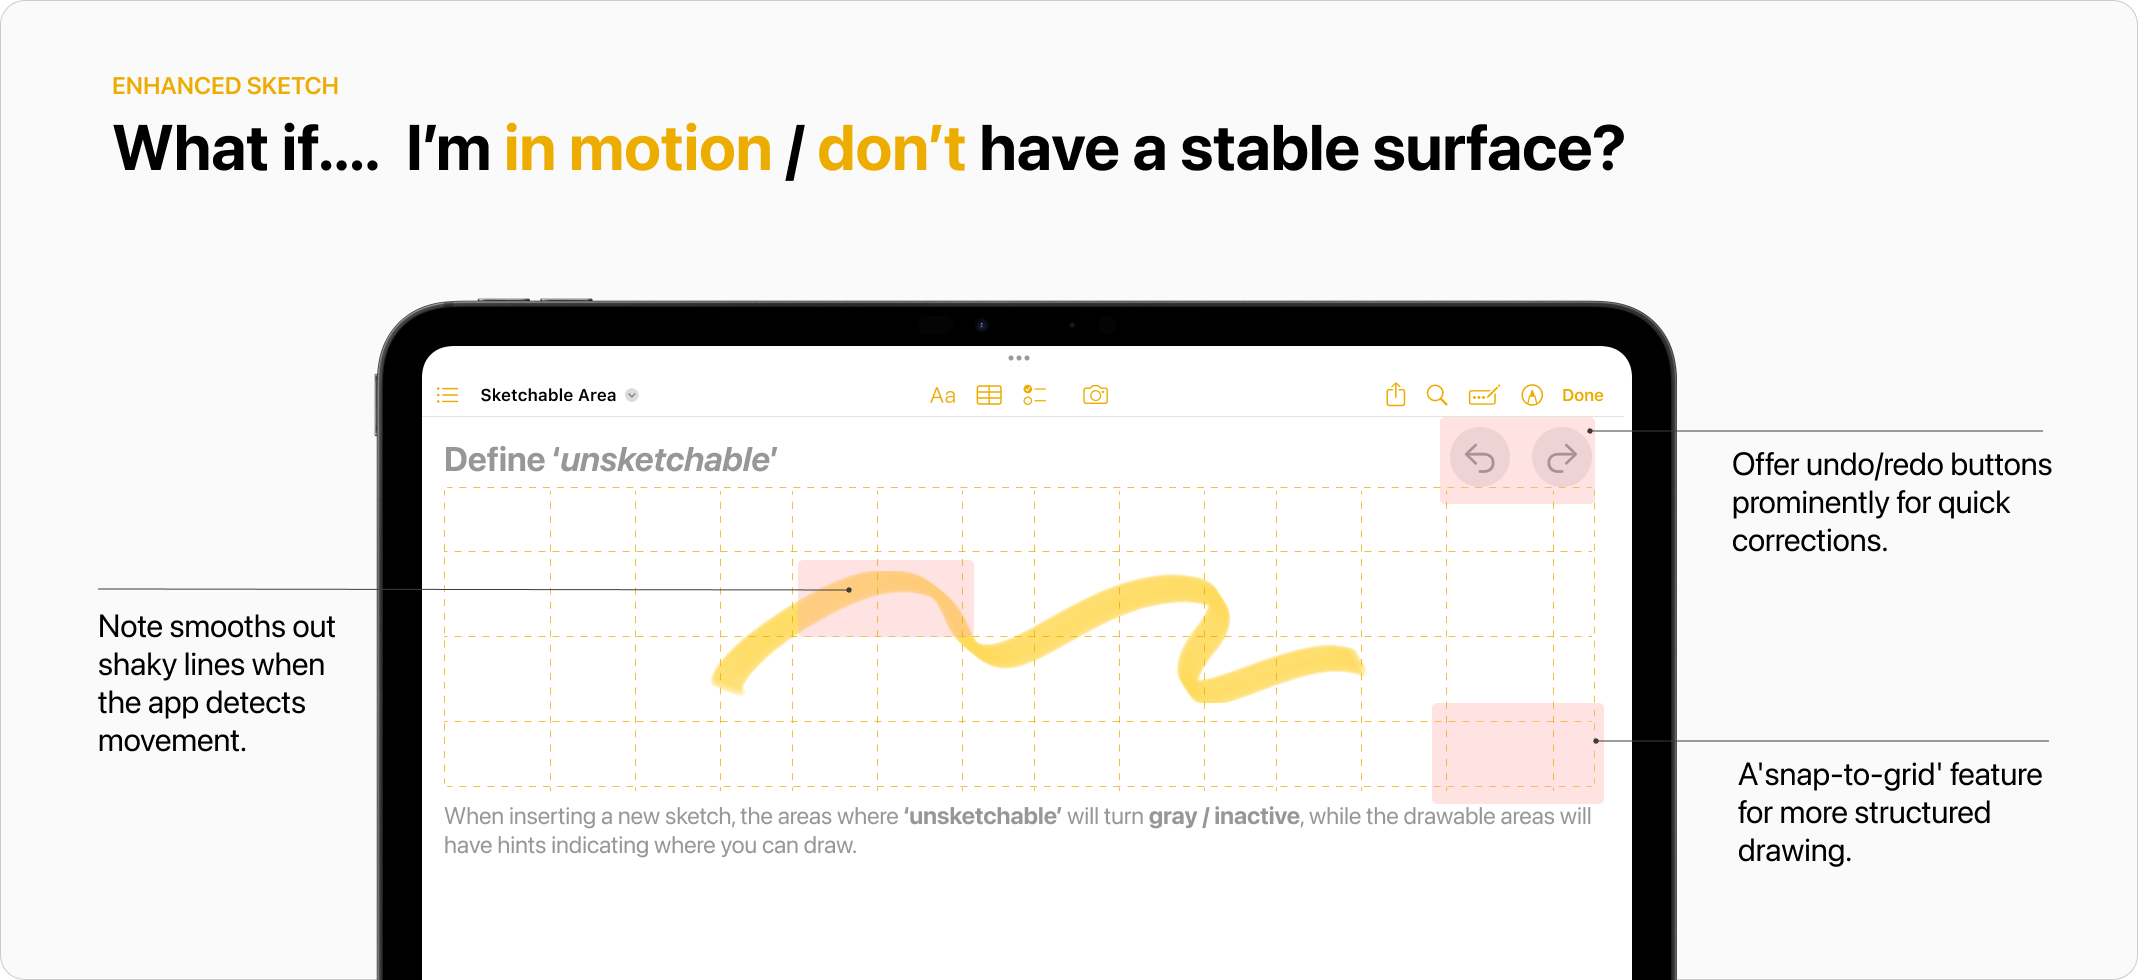 ENHANCED SKETCH
What if.... I’m in motion / don’t have a stable surface?
Sketchable Area
Aa
Done
Define ‘unsketchable’
Offer undo/redo buttons
prominently for quick
corrections.
Note smooths out
shaky lines when
the app detects
movement.
A'snap-to-grid' feature
for more structured
drawing.
When inserting a new sketch, the areas where ‘unsketchable’ will turn gray / inactive, while the drawable areas will
have hints indicating where you can draw.